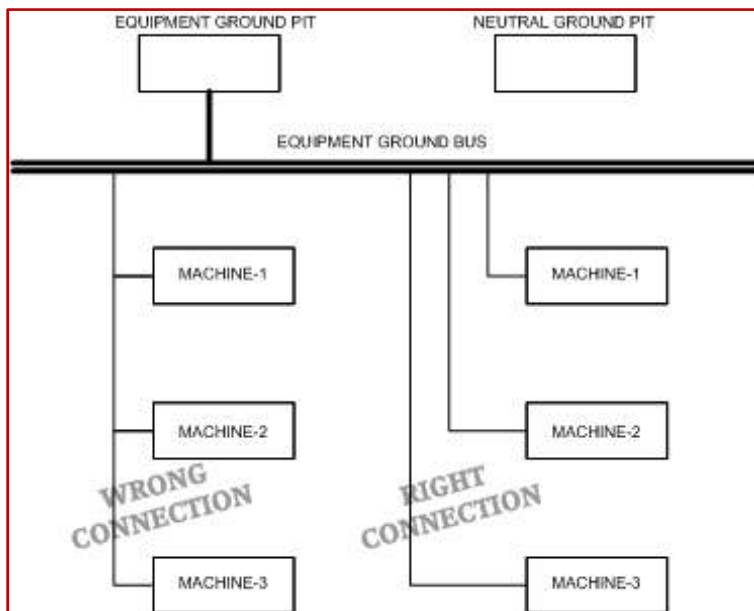 EQUIPMENT GROUND PIT
NEUTRAL GROUND PIT
EQUIPMENT GROUND BUS
MACHINE-1
MACHINE-1
MACHINE-2
MACHINE-2
WRONG
CONNECTION
RIGHT
CONNECTION
MACHINE-3
MACHINE-3